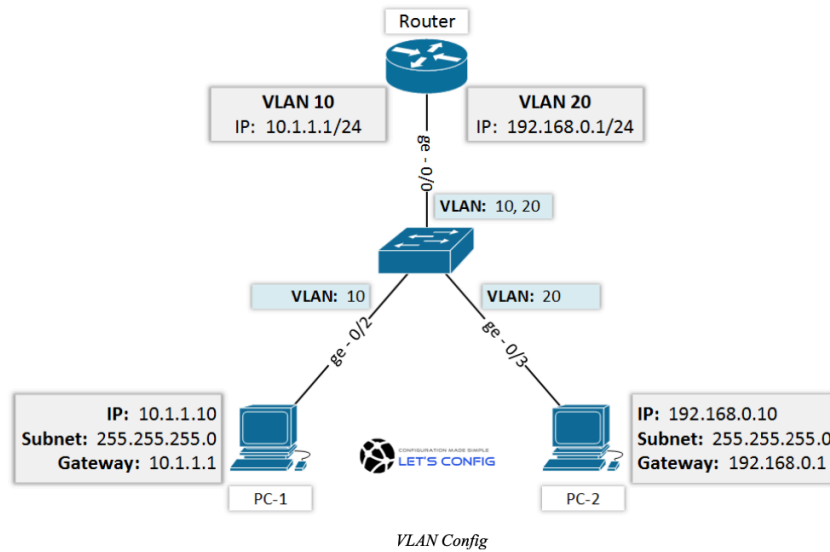 Router
VLAN 10
IP: 10.1.1.1/24
VLAN 20
IP: 192.168.0.1/24
ge - 0/0
VLAN: 10, 20
VLAN: 10
VLAN: 20
ge - 0/2
ge - 0/3
IP: 10.1.1.10
Subnet: 255.255.255.0
Gateway: 10.1.1.1
PC-1
CONFIGURATION MADE SIMPLE
LET'S CONFIG
IP: 192.168.0.10
Subnet: 255.255.255.0
Gateway: 192.168.0.1
PC-2
VLAN Config